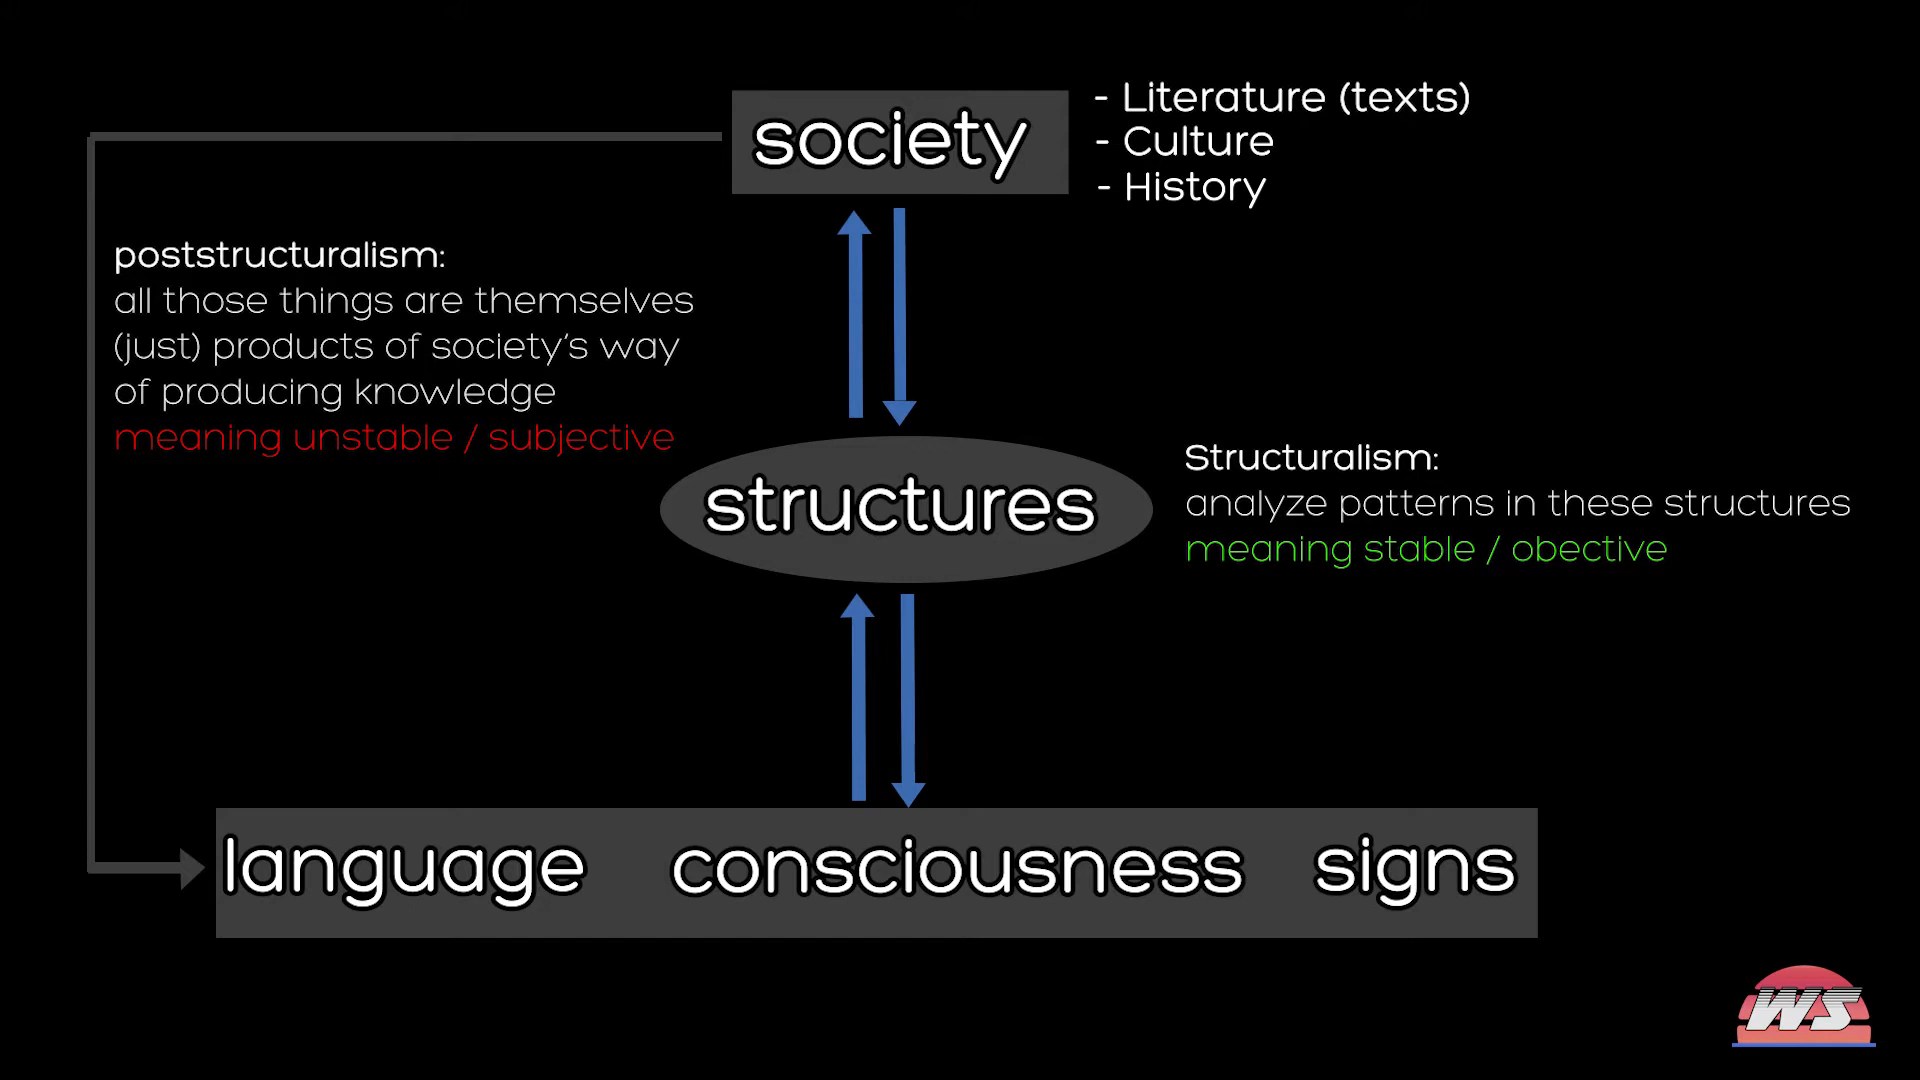 society
- Literature (texts)
- Culture
- History
poststructuralism:
all those things are themselves
(just) products of society's way
of producing knowledge
meaning unstable / subjective
structures
Structuralism:
analyze patterns in these structures
meaning stable / obective
language consciousness signs
WS